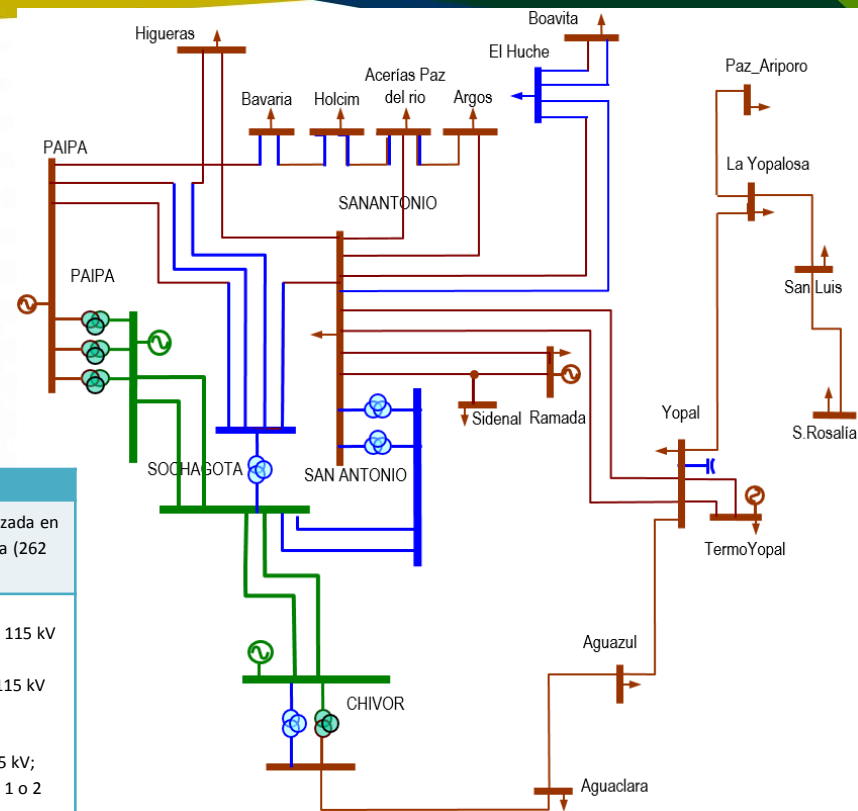 Boavita
Higueras
El Huche
Paz_Ariporo
Acerías Paz
del rio
Bavaria
Holcim
Argos
PAIPA
La Yopalosa
SANANTONIO
PAIPA
San Luis
Sidenal
Ramada
Yopal
S.Rosalía
SOCHAGOTA
SAN ANTONIO
TermoYopal
zada en
a (262
115 kV
115 kV
Aguazul
CHIVOR
5 kV;
1 o 2
Aguaclara